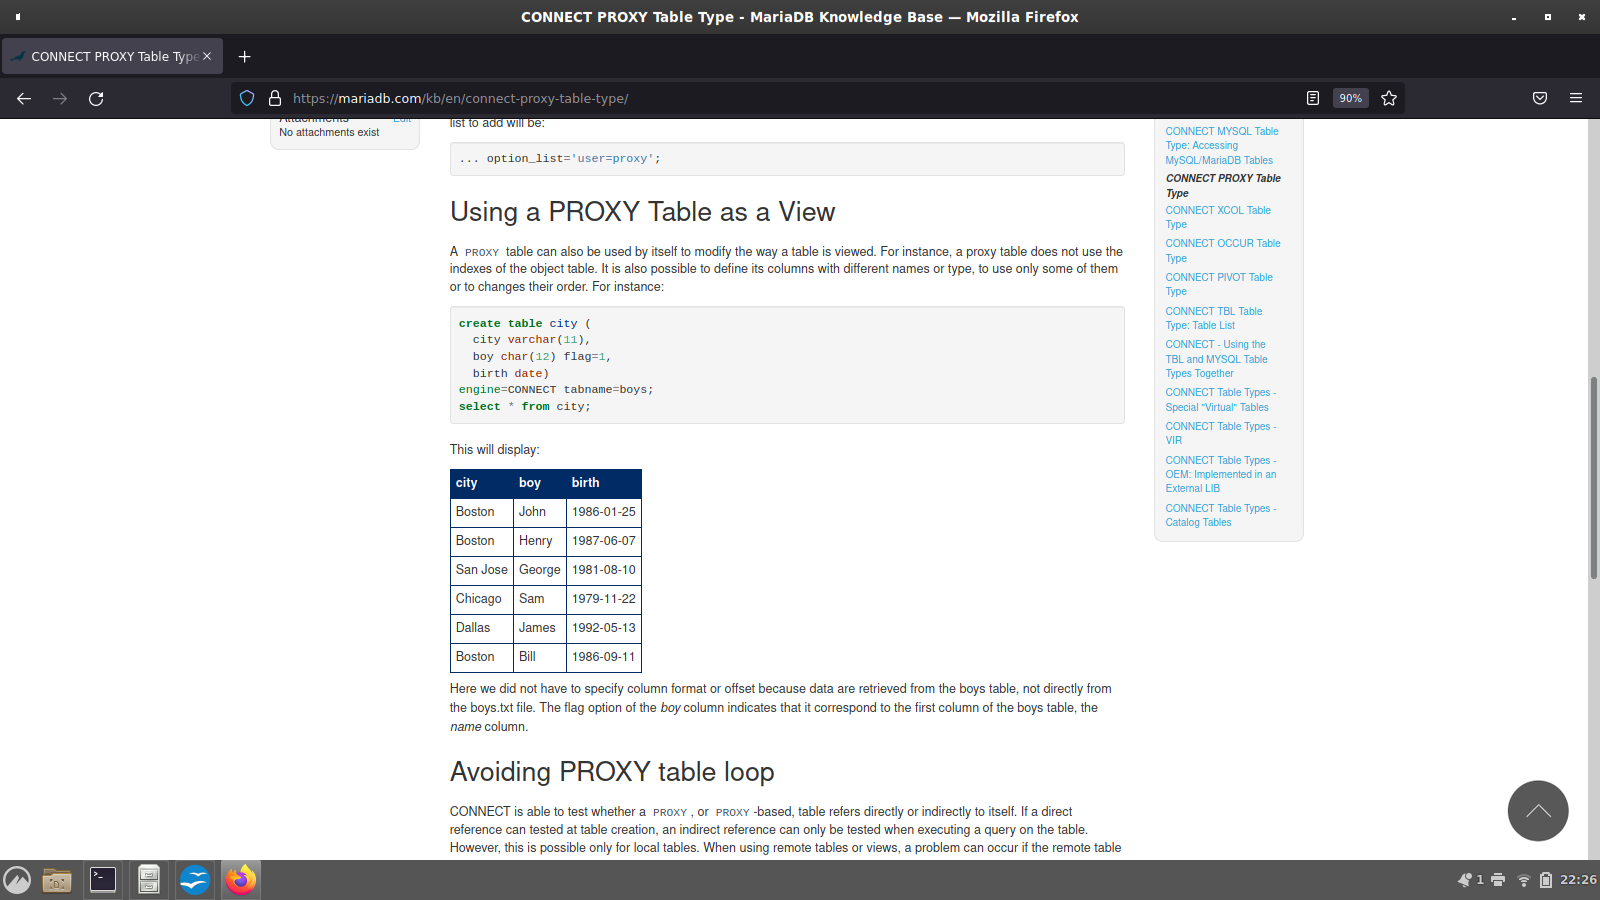 CONNECT PROXY Table Type - MariaDB Knowledge Base — Mozilla Firefox
CONNECT PROXY Table Type
https://mariadb.com/kb/en/connect-proxy-table-type/
90%
Attachments Edit
No attachments exist
list to add will be:
... option_list='user=proxy';
Using a PROXY Table as a View
A PROXY table can also be used by itself to modify the way a table is viewed. For instance, a proxy table does not use the
indexes of the object table. It is also possible to define its columns with different names or type, to use only some of them
or to changes their order. For instance:
create table city (
city varchar(11),
boy char(12) flag=1,
birth date)
engine=CONNECT tabname=boys;
select * from city;
This will display:
city boy birth
Boston John 1986-01-25
Boston Henry 1987-06-07
San Jose George 1981-08-10
Chicago Sam 1979-11-22
Dallas James 1992-05-13
Boston Bill 1986-09-11
Here we did not have to specify column format or offset because data are retrieved from the boys table, not directly from
the boys.txt file. The flag option of the boy column indicates that it correspond to the first column of the boys table, the
name column.
Avoiding PROXY table loop
CONNECT is able to test whether a PROXY, or PROXY-based, table refers directly or indirectly to itself. If a direct
reference can tested at table creation, an indirect reference can only be tested when executing a query on the table.
However, this is possible only for local tables. When using remote tables or views, a problem can occur if the remote table
CONNECT MYSQL Table
Type: Accessing
MySQL/MariaDB Tables
CONNECT PROXY Table
Type
CONNECT XCOL Table
Type
CONNECT OCCUR Table
Type
CONNECT PIVOT Table
Type
CONNECT TBL Table
Type: Table List
CONNECT - Using the
TBL and MYSQL Table
Types Together
CONNECT Table Types -
Special "Virtual" Tables
CONNECT Table Types -
VIR
CONNECT Table Types -
OEM: Implemented in an
External LIB
CONNECT Table Types -
Catalog Tables
1
22:26